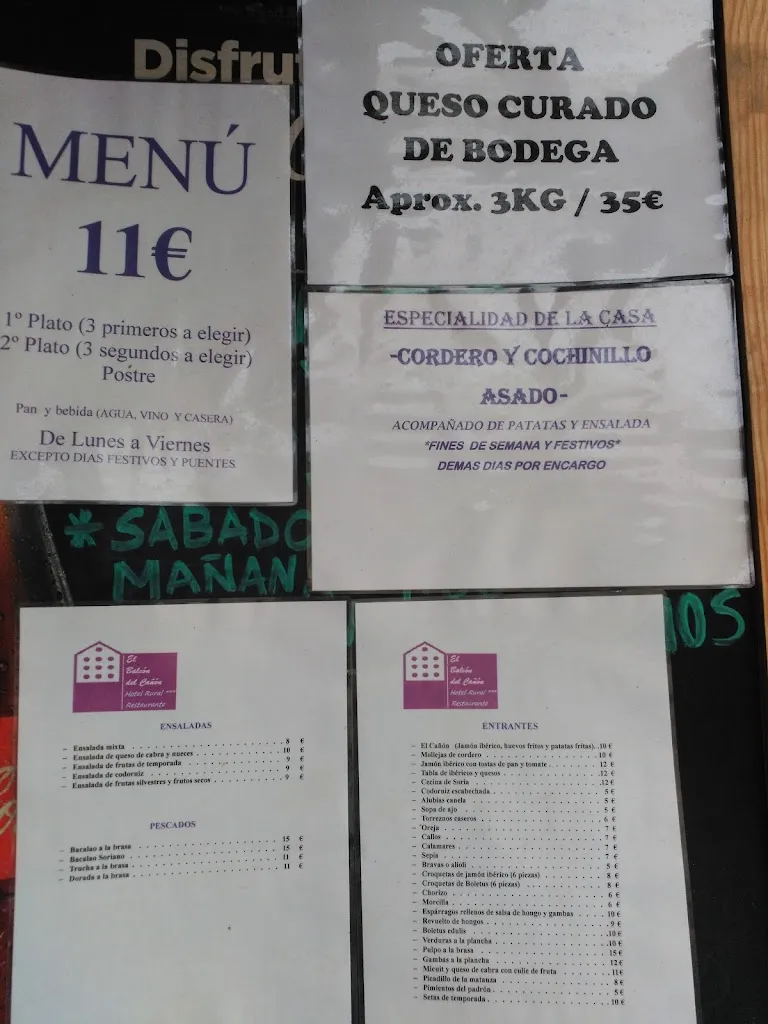 Disfru
MENÚ
11€
1º Plato (3 primeros a elegir)
2º Plato (3 segundos a elegir)
Postre
Pan y bebida (AGUA, VINO Y CASERA)
De Lunes a Viernes
EXCEPTO DIAS FESTIVOS Y PUENTES
OFERTA
QUESO CURADO
DE BODEGA
Aprox. 3KG / 35€
ESPECIALIDAD DE LA CASA
-CORDERO Y COCHINILLO
ASADO-
ACOMPAÑADO DE PATATAS Y ENSALADA
*FINES DE SEMANA Y FESTIVOS*
DEMAS DIAS POR ENCARGO
*SABADO
MAÑAN
El
Balcón
del Cañón
Hotel Rural ***
Restaurante
ENSALADAS
- Ensalada mixta 8 €
- Ensalada de queso de cabra y nueces 10 €
- Ensalada de frutas de temporada 9 €
- Ensalada de codorniz 9 €
- Ensalada de frutas silvestres y frutos secos 9 €
PESCADOS
- Bacalao a la brasa 15 €
- Bacalao Soriano 15 €
- Trucha a la brasa 11 €
- Dorada a la brasa 11 €
El
Balcón
del Cañón
Hotel Rural ***
Restaurante
ENTRANTES
- El Cañón (Jamón ibérico, huevos fritos y patatas fritas) 10 €
- Mollejas de cordero 10 €
- Jamón ibérico con tostas de pan y tomate 12 €
- Tabla de ibéricos y quesos 12 €
- Cecina de Soria 12 €
- Codorniz escabechada 5 €
- Alubias canela 5 €
- Sopa de ajo 5 €
- Torreznos caseros 6 €
- Oreja 7 €
- Callos 7 €
- Calamares 7 €
- Sepia 7 €
- Bravas o alioli 5 €
- Croquetas de jamón ibérico (6 piezas) 8 €
- Croquetas de Boletus (6 piezas) 8 €
- Chorizo 6 €
- Morcilla 6 €
- Espárragos rellenos de salsa de hongo y gambas 10 €
- Revuelto de hongos 9 €
- Boletus edulis 10 €
- Verduras a la plancha 10 €
- Pulpo a la brasa 15 €
- Gambas a la plancha 12 €
- Micuit y queso de cabra con culie de fruta 11€
- Picadillo de la matanza 8 €
- Pimientos del padrón 5 €
- Setas de temporada 10 €